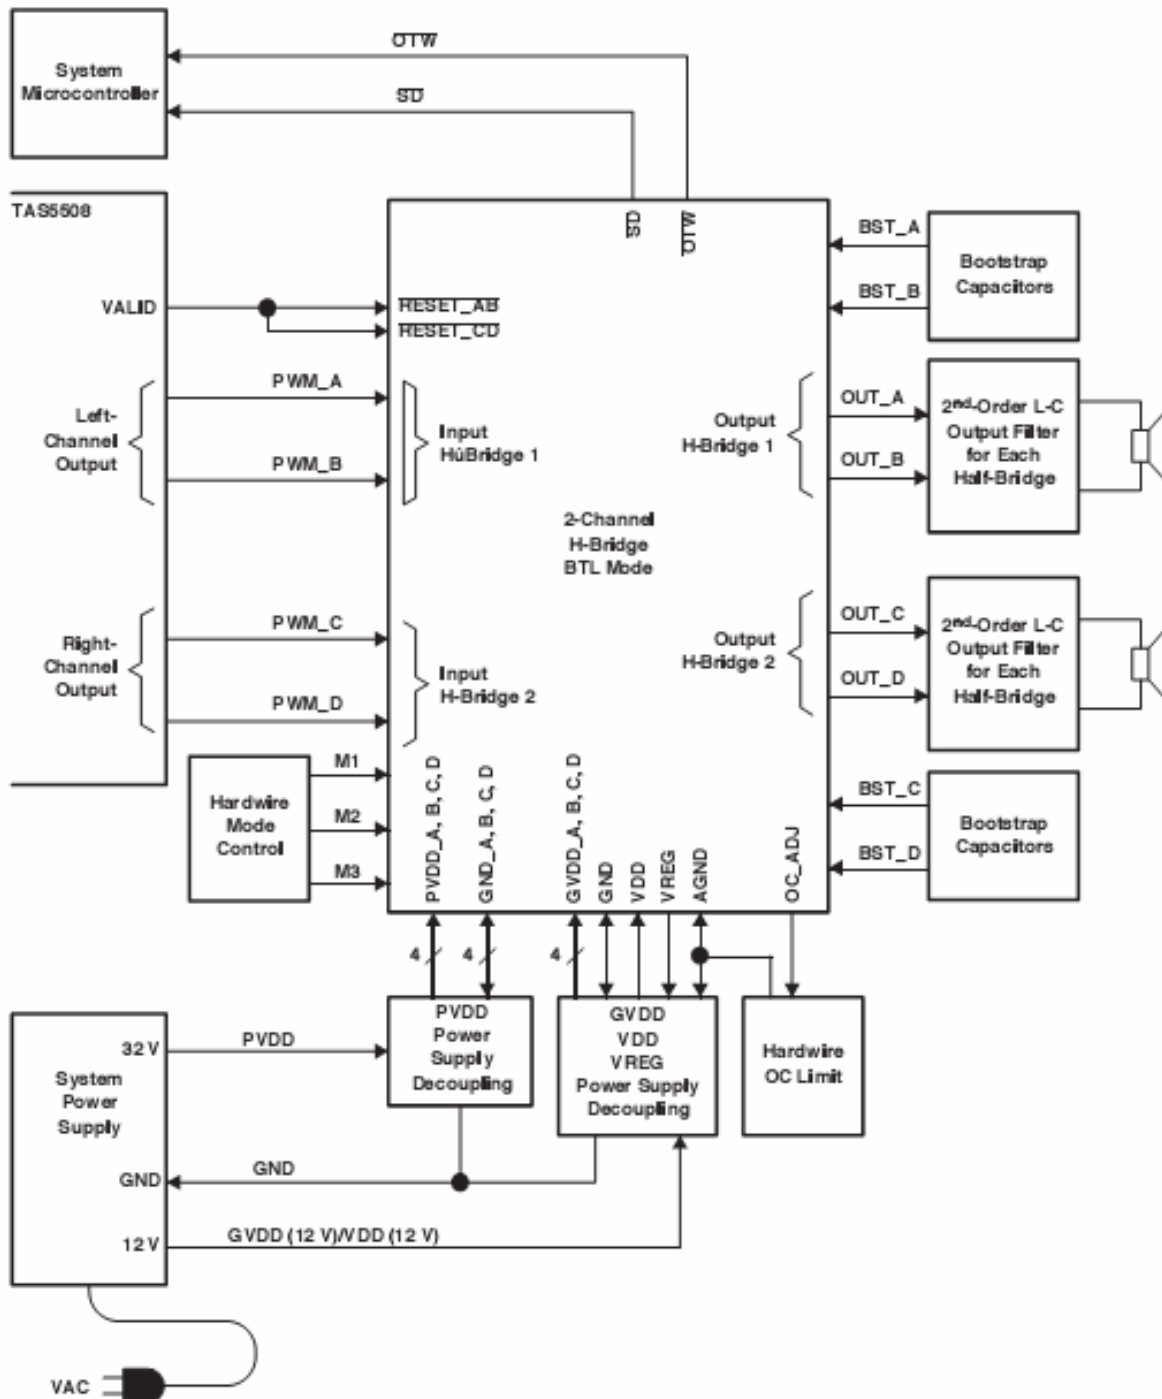 OTW
System
Microcontroller
SD
TAS5508
SD
OTW
BST_A
Bootstrap
Capacitors
BST_B
VALID
RESET_AB
RESET_CD
PWM_A
Left-
Channel
Output
PWM_B
Input
HûBridge 1
Output
H-Bridge 1
OUT_A
OUT_B
2nd-Order L-C
Output Filter
for Each
Half-Bridge
2-Channel
H-Bridge
BTL Mode
PWM_C
Right-
Channel
Output
PWM_D
Input
H-Bridge 2
Output
H-Bridge 2
OUT_C
OUT_D
2nd-Order L-C
Output Filter
for Each
Half-Bridge
M1
M2
M3
Hardwire
Mode
Control
PVDD_A, B, C, D
GND_A, B, C, D
GVDD_A, B, C, D
GND
VDD
VREG
AGND
OC_ADJ
BST_C
BST_D
Bootstrap
Capacitors
4
4
4
PVDD
Power
Supply
Decoupling
GVDD
VDD
VREG
Power Supply
Decoupling
Hardwire
OC Limit
32 V
PVDD
System
Power
Supply
GND
GND
12 V
GVDD (12 V)/VDD (12 V)
VAC